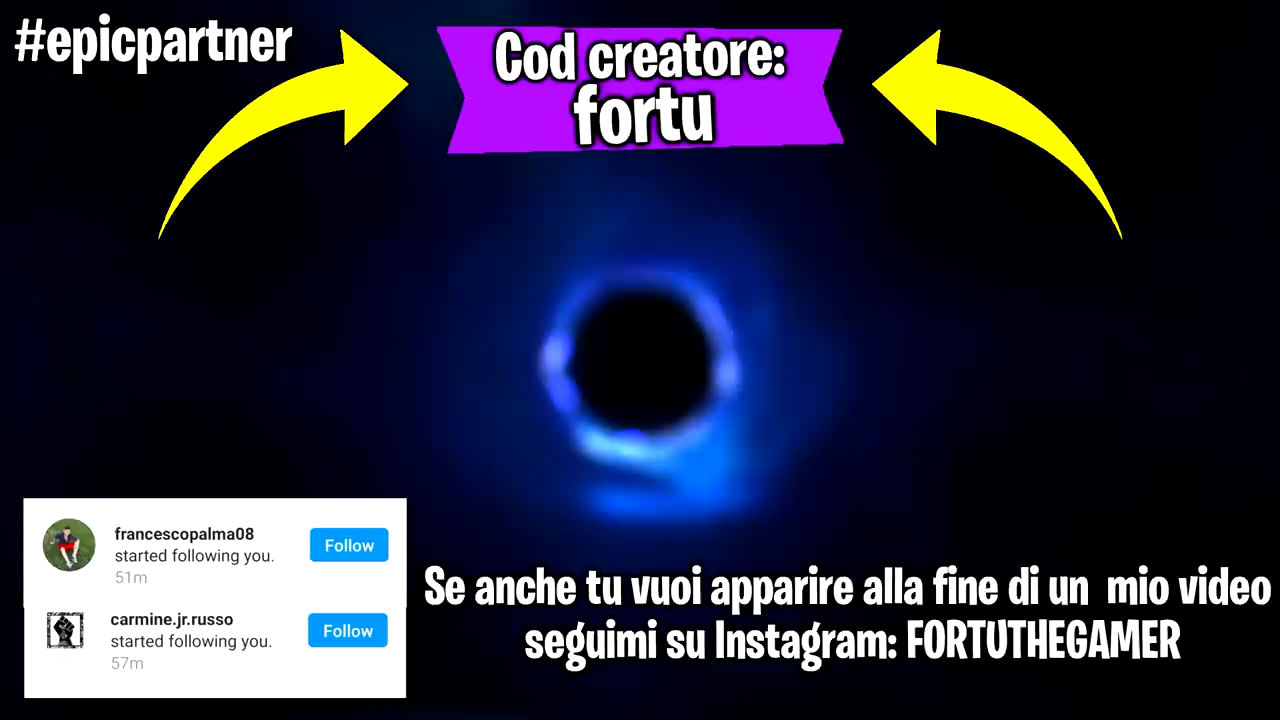 #epicpartner
Cod creatore:
fortu
francescopalma08
started following you.
51m
Follow
carmine.jr.russo
started following you.
57m
Follow
Se anche tu vuoi apparire alla fine di un mio video
seguimi su Instagram: FORTUTHEGAMER